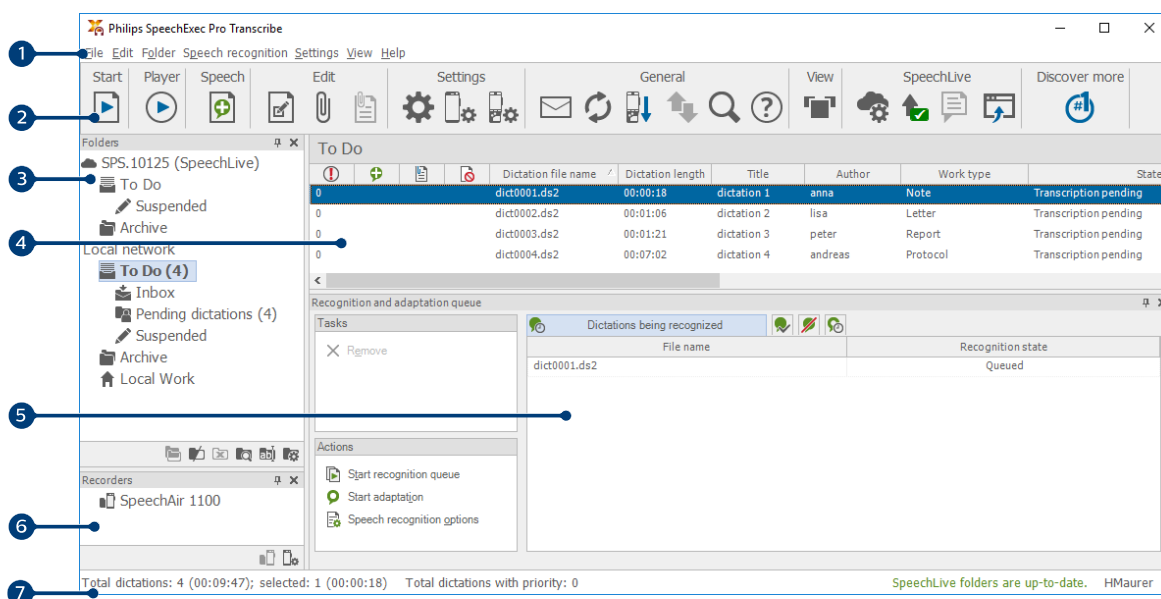 Philips SpeechExec Pro Transcribe
1
File Edit Folder Speech recognition Settings View Help
Start Player Speech Edit Settings General View SpeechLive Discover more
#1
2
Folders
To Do
SPS.10125 (SpeechLive)
Dictation file name Dictation length Title Author Work type State
3
To Do
0 dict0001.ds2 00:00:18 dictation 1 anna Note Transcription pending
Suspended
0 dict0002.ds2 00:01:06 dictation 2 lisa Letter Transcription pending
Archive
0 dict0003.ds2 00:01:21 dictation 3 peter Report Transcription pending
4
Local network
0 dict0004.ds2 00:07:02 dictation 4 andreas Protocol Transcription pending
To Do (4)
Inbox
Recognition and adaptation queue
Pending dictations (4)
Tasks
Dictations being recognized
Suspended
Remove
File name Recognition state
Archive
dict0001.ds2 Queued
Local Work
5
Actions
Recorders
Start recognition queue
SpeechAir 1100
Start adaptation
6
Speech recognition options
Total dictations: 4 (00:09:47); selected: 1 (00:00:18) Total dictations with priority: 0 SpeechLive folders are up-to-date. HMaurer
7